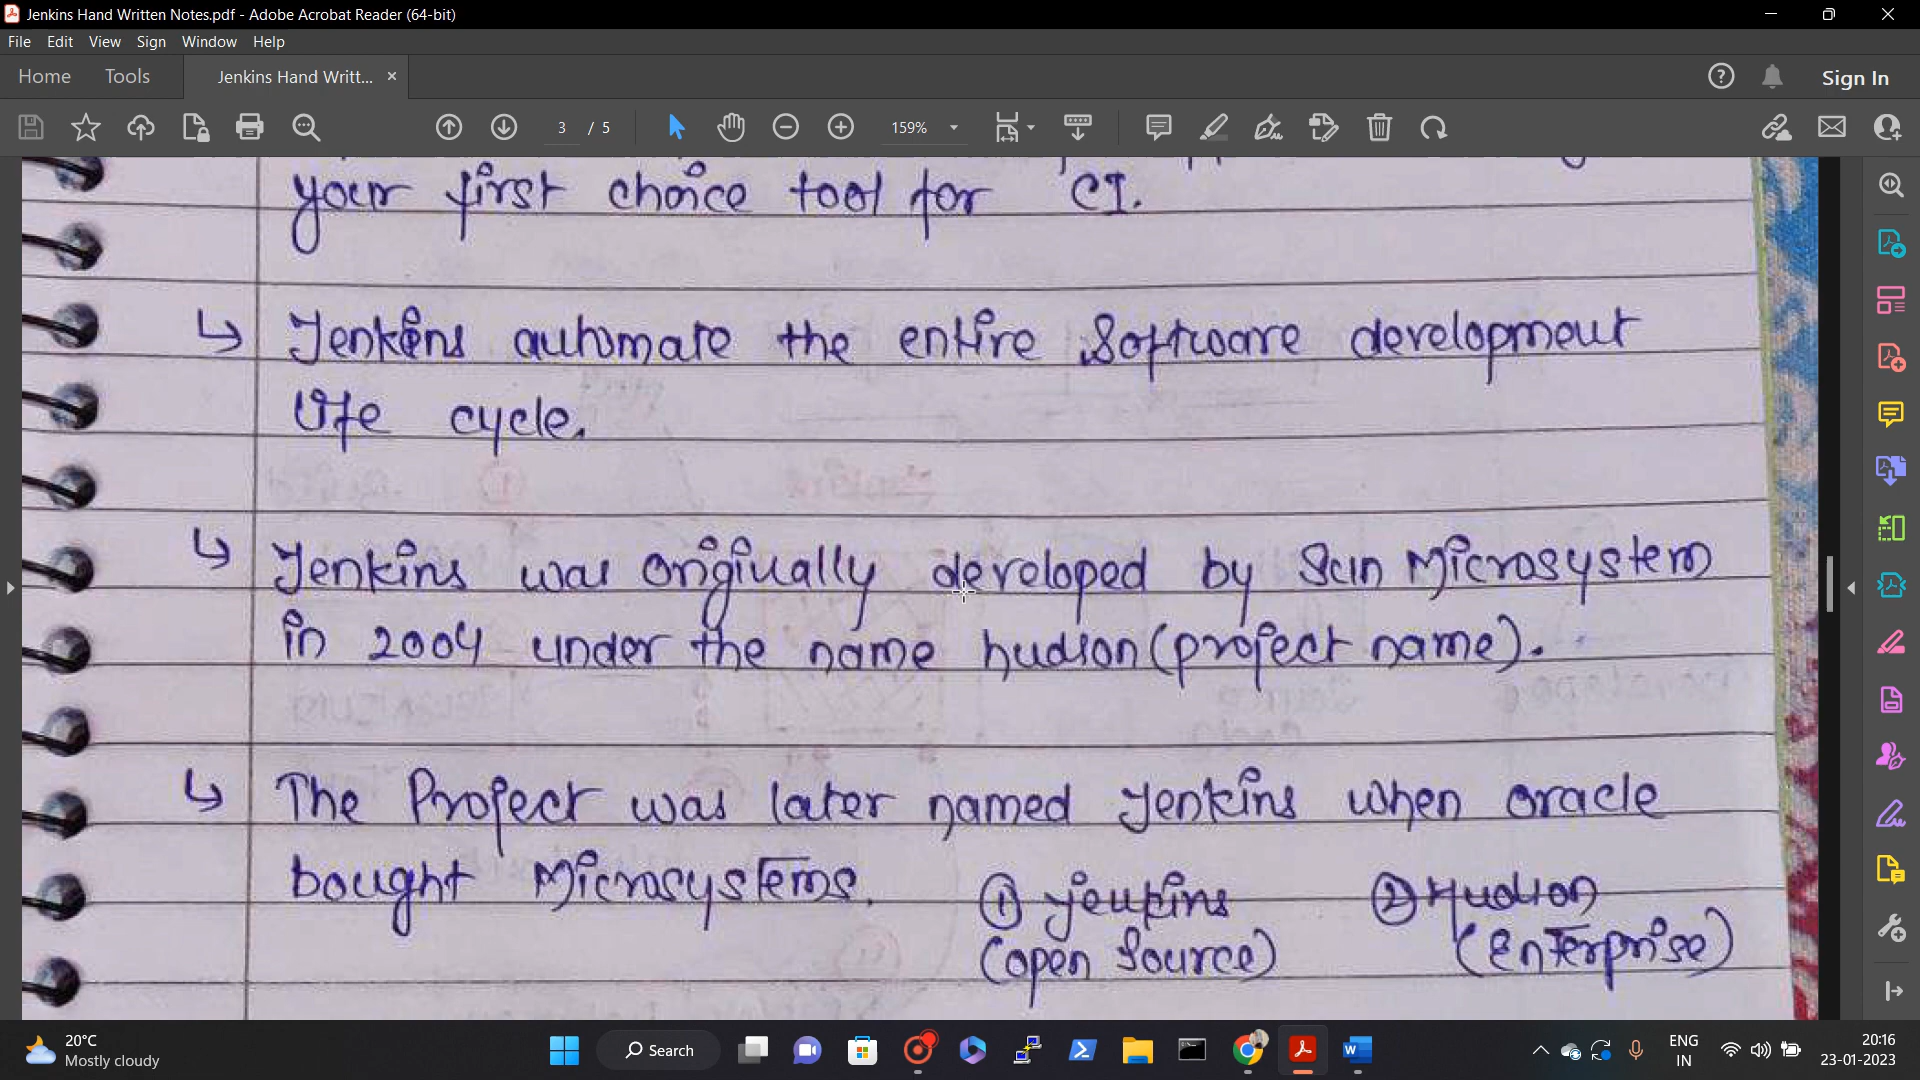 Jenkins Hand Written Notes.pdf - Adobe Acrobat Reader (64-bit)
File Edit View Sign Window Help
Home Tools Jenkins Hand Writt... × Sign In
3 / 5 159%
your first choice tool for 'CI.
↳ Jenkins automate the entire Software development
life cycle.
↳ Jenkins was originally developed by Sun Microsystem
in 2004 under the name hudson (project name).
↳ The Project was later named Jenkins when oracle
bought Microsystems.
① jenkins ② Hudson
(open source) (Enterprise)
20°C
Mostly cloudy
Search
ENG
IN
20:16
23-01-2023